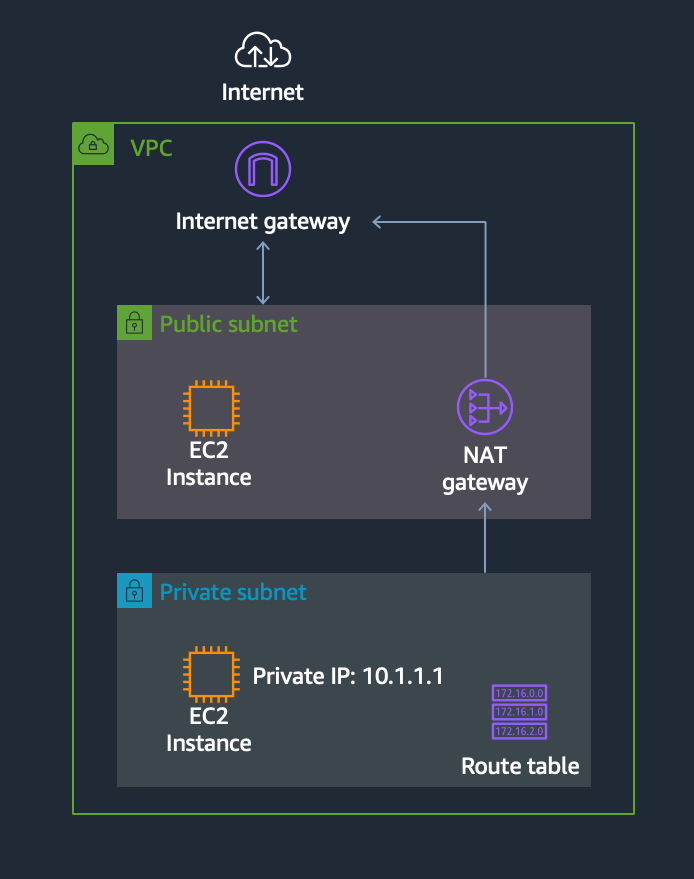 Internet
VPC
Internet gateway
Public subnet
EC2
Instance
NAT
gateway
Private subnet
EC2
Instance
Private IP: 10.1.1.1
172.16.0.0
172.16.1.0
172.16.2.0
Route table